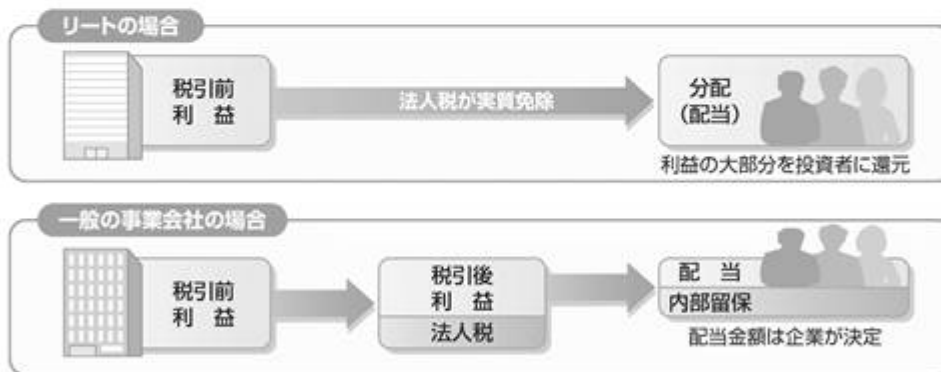 リートの場合
税引前
利　益
法人税が実質免除
分配
(配当)
利益の大部分を投資者に還元
一般の事業会社の場合
税引前
利　益
税引後
利　益
法人税
配　当
内部留保
配当金額は企業が決定